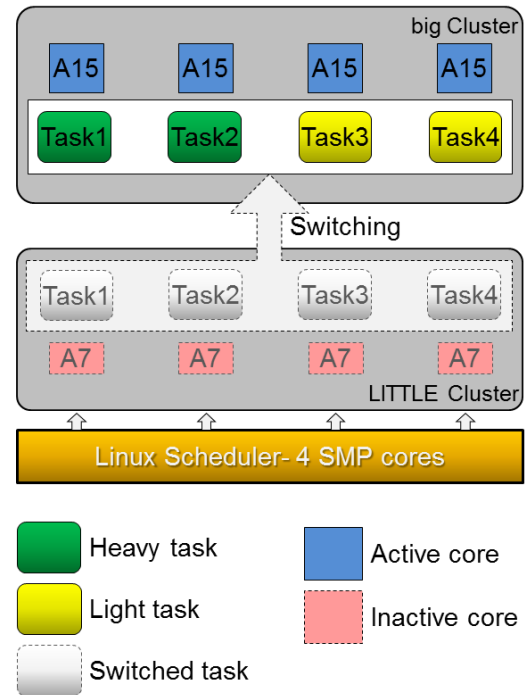 big Cluster
A15 A15 A15 A15
Task1 Task2 Task3 Task4
Switching
Task1 Task2 Task3 Task4
A7 A7 A7 A7
LITTLE Cluster
Linux Scheduler- 4 SMP cores
Heavy task
Active core
Light task
Inactive core
Switched task